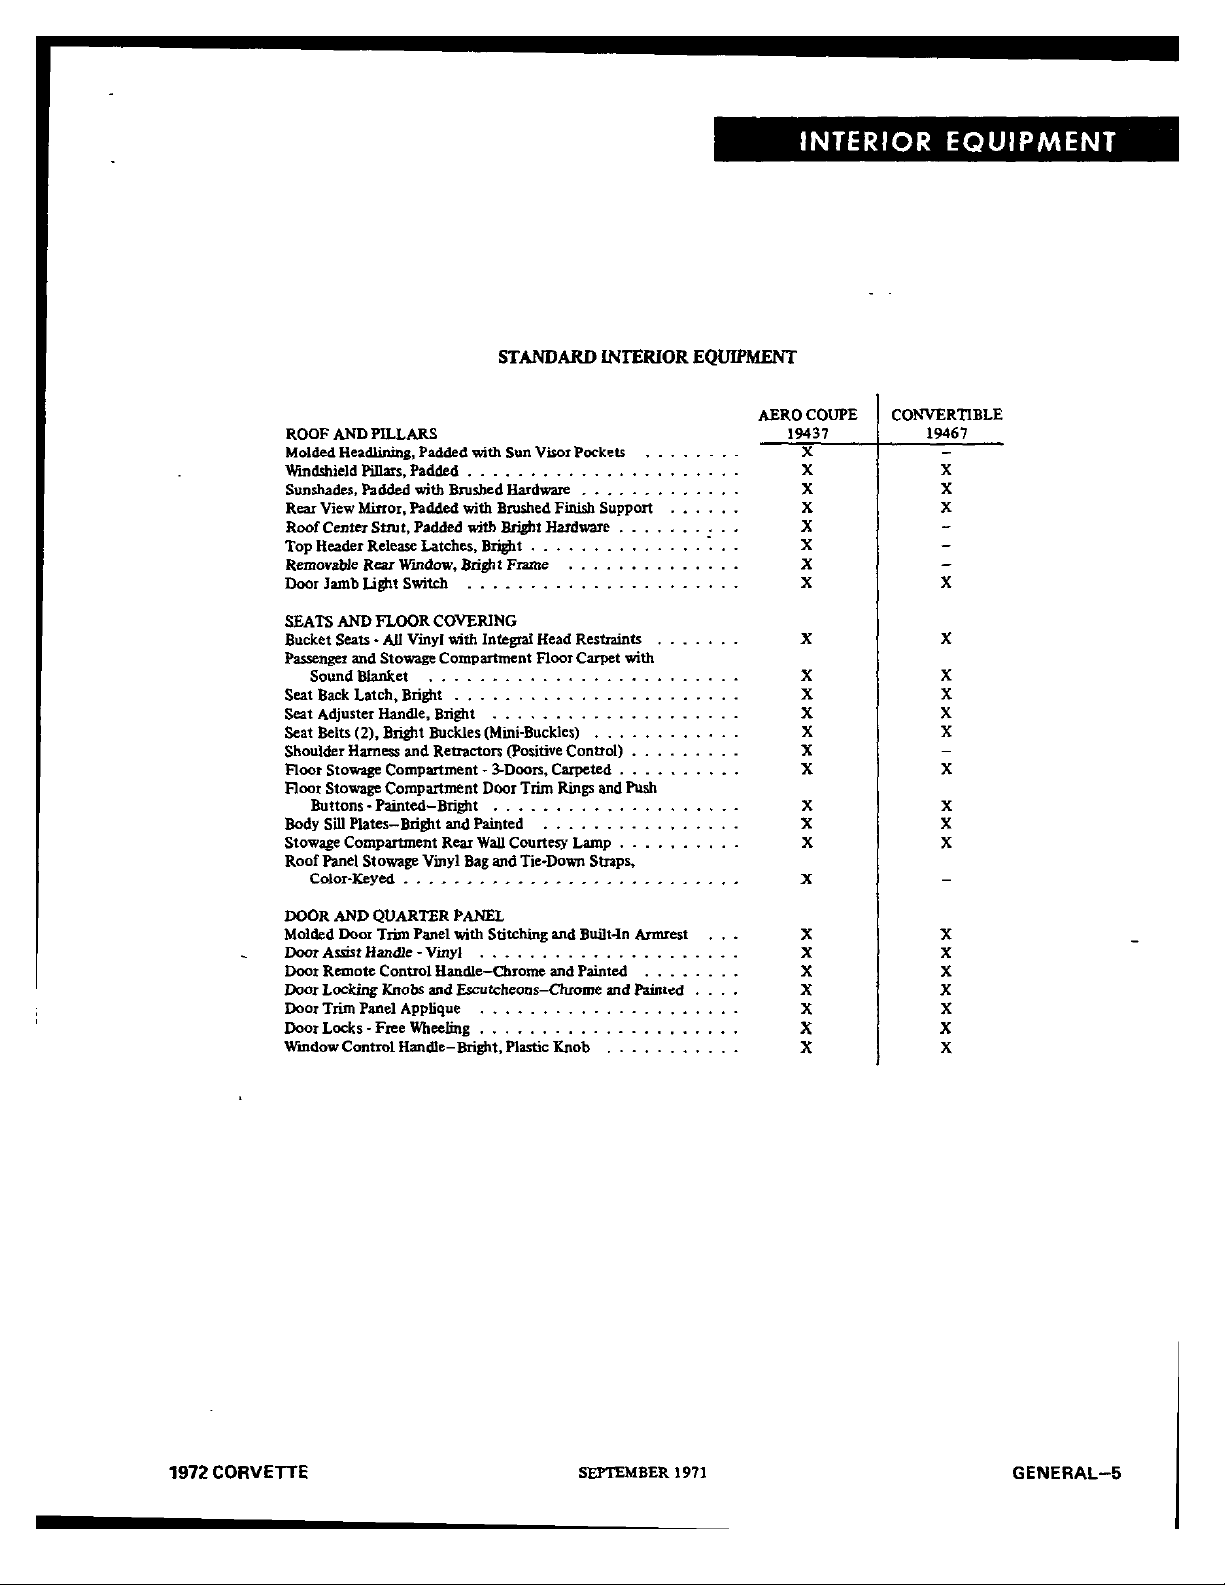 INTERIOR EQUIPMENT
STANDARD INTERIOR EQUIPMENT
AERO COUPE CONVERTIBLE
ROOF AND PILLARS 19437 19467
Molded Headlining, Padded with Sun Visor Pockets . . . . . . . . X –
Windshield Pillars, Padded . . . . . . . . . . . . . . . . . . . . . . X X
Sunshades, Padded with Brushed Hardware . . . . . . . . . . . . . X X
Rear View Mirror, Padded with Brushed Finish Support . . . . . . X X
Roof Center Strut, Padded with Bright Hardware . . . . . . . . . . X –
Top Header Release Latches, Bright . . . . . . . . . . . . . . . . . X –
Removable Rear Window, Bright Frame . . . . . . . . . . . . . . X –
Door Jamb Light Switch . . . . . . . . . . . . . . . . . . . . . . X X
SEATS AND FLOOR COVERING
Bucket Seats - All Vinyl with Integral Head Restraints . . . . . . . X X
Passenger and Stowage Compartment Floor Carpet with
Sound Blanket . . . . . . . . . . . . . . . . . . . . . . . . . X X
Seat Back Latch, Bright . . . . . . . . . . . . . . . . . . . . . . . X X
Seat Adjuster Handle, Bright . . . . . . . . . . . . . . . . . . . . X X
Seat Belts (2), Bright Buckles (Mini-Buckles) . . . . . . . . . . . . X X
Shoulder Harness and Retractors (Positive Control) . . . . . . . . . X –
Floor Stowage Compartment - 3-Doors, Carpeted . . . . . . . . . . X X
Floor Stowage Compartment Door Trim Rings and Push
Buttons - Painted–Bright . . . . . . . . . . . . . . . . . . . . X X
Body Sill Plates–Bright and Painted . . . . . . . . . . . . . . . . X X
Stowage Compartment Rear Wall Courtesy Lamp . . . . . . . . . . X X
Roof Panel Stowage Vinyl Bag and Tie-Down Straps,
Color-Keyed . . . . . . . . . . . . . . . . . . . . . . . . . . . X –
DOOR AND QUARTER PANEL
Molded Door Trim Panel with Stitching and Built-In Armrest . . . X X
Door Assist Handle - Vinyl . . . . . . . . . . . . . . . . . . . . . X X
Door Remote Control Handle–Chrome and Painted . . . . . . . . X X
Door Locking Knobs and Escutcheons–Chrome and Painted . . . . X X
Door Trim Panel Applique . . . . . . . . . . . . . . . . . . . . . X X
Door Locks - Free Wheeling . . . . . . . . . . . . . . . . . . . . . X X
Window Control Handle–Bright, Plastic Knob . . . . . . . . . . . X X
1972 CORVETTE SEPTEMBER 1971 GENERAL–5